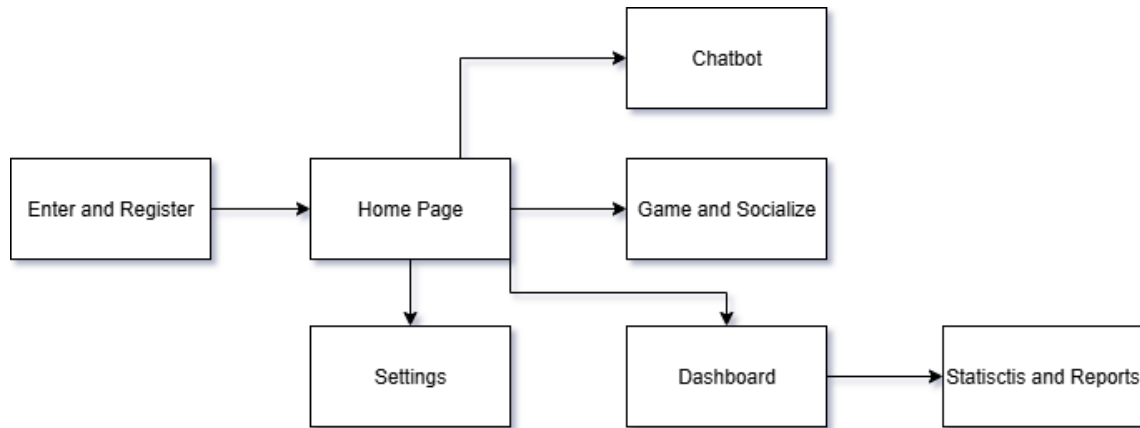 Chatbot
Enter and Register
Home Page
Game and Socialize
Settings
Dashboard
Statisctis and Reports